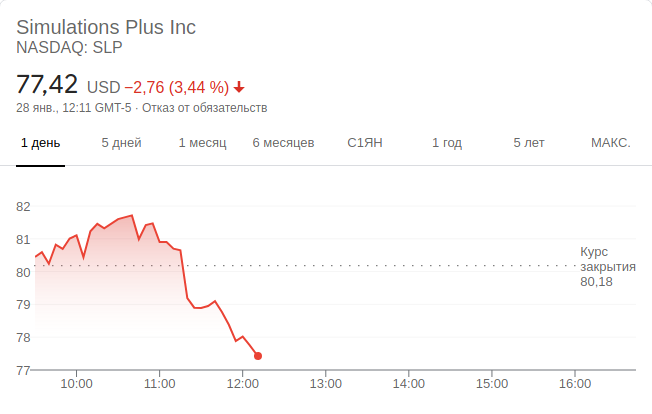 Simulations Plus Inc
NASDAQ: SLP
77,42 USD −2,76 (3,44 %)
28 янв., 12:11 GMT-5 · Отказ от обязательств
1 день 5 дней 1 месяц 6 месяцев С1ЯН 1 год 5 лет МАКС.
82
81
80
79
78
77
Курс
закрытия
80,18
10:00 11:00 12:00 13:00 14:00 15:00 16:00